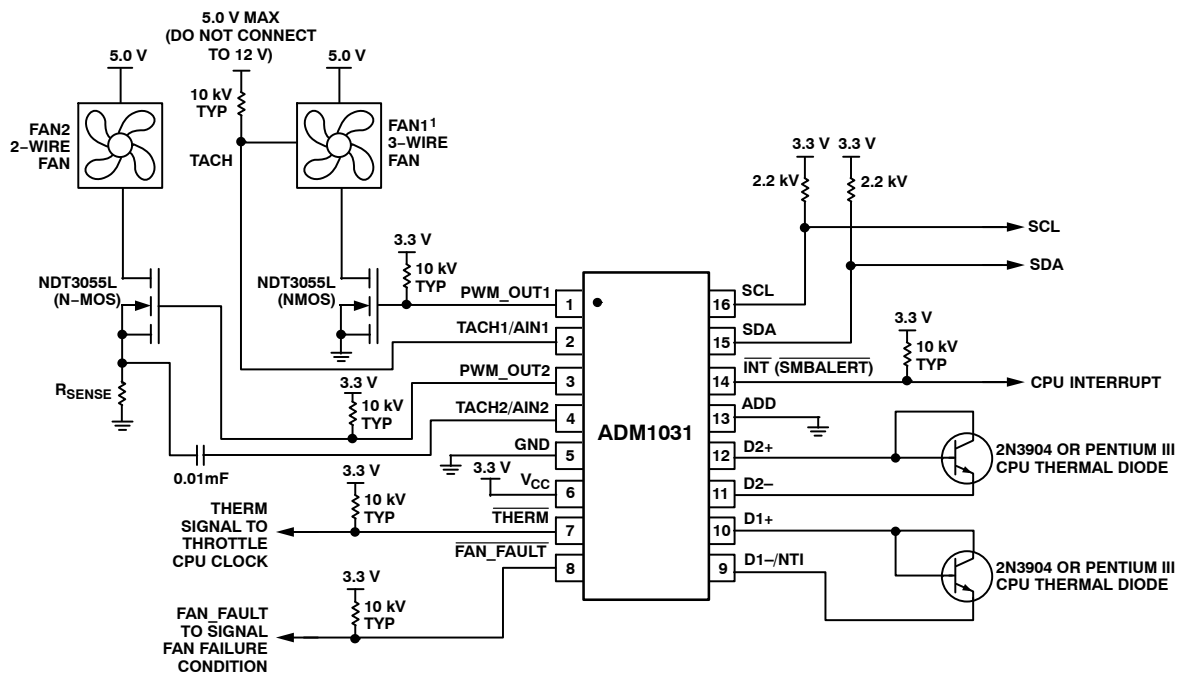 5.0 V MAX
(DO NOT CONNECT
TO 12 V)
5.0 V
5.0 V
10 kV
TYP
FAN2
2–WIRE
FAN
TACH
FAN1¹
3–WIRE
FAN
3.3 V
3.3 V
2.2 kV
2.2 kV
SCL
SDA
NDT3055L
(N–MOS)
NDT3055L
(NMOS)
3.3 V
10 kV
TYP
PWM_OUT1
1
TACH1/AIN1
2
PWM_OUT2
3
TACH2/AIN2
4
GND
5
VCC
6
THERM
7
FAN_FAULT
8
ADM1031
16
SCL
15
SDA
14
INT (SMBALERT)
13
ADD
12
D2+
11
D2–
10
D1+
9
D1–/NTI
3.3 V
10 kV
TYP
CPU INTERRUPT
RSENSE
3.3 V
10 kV
TYP
0.01mF
3.3 V
3.3 V
10 kV
TYP
THERM
SIGNAL TO
THROTTLE
CPU CLOCK
3.3 V
10 kV
TYP
FAN_FAULT
TO SIGNAL
FAN FAILURE
CONDITION
2N3904 OR PENTIUM III
CPU THERMAL DIODE
2N3904 OR PENTIUM III
CPU THERMAL DIODE